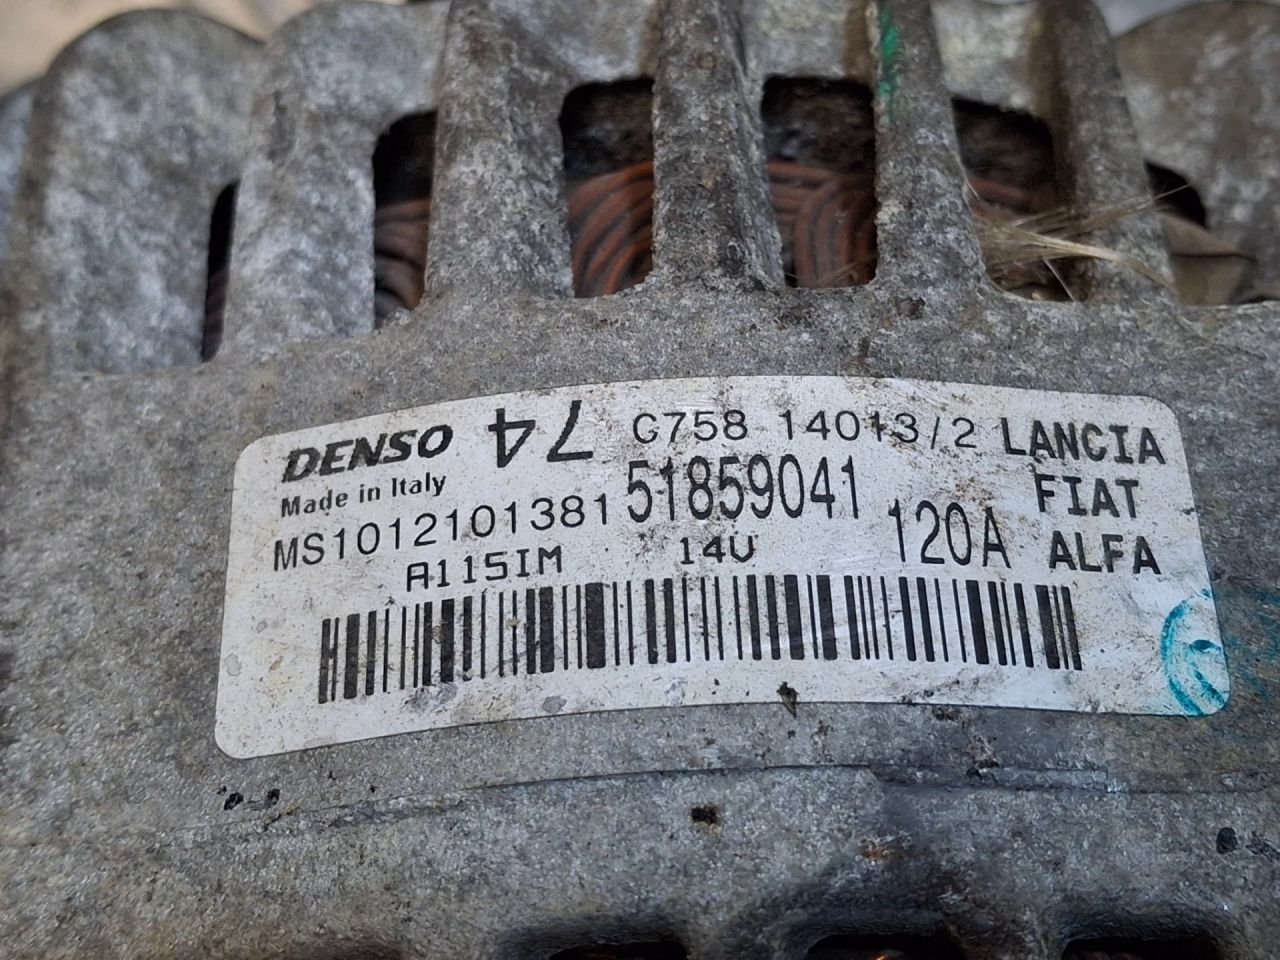 DENSO 74 C758 14013/2 LANCIA
Made in Italy 51859041 FIAT
MS1012101381 120A ALFA
A115IM 14V